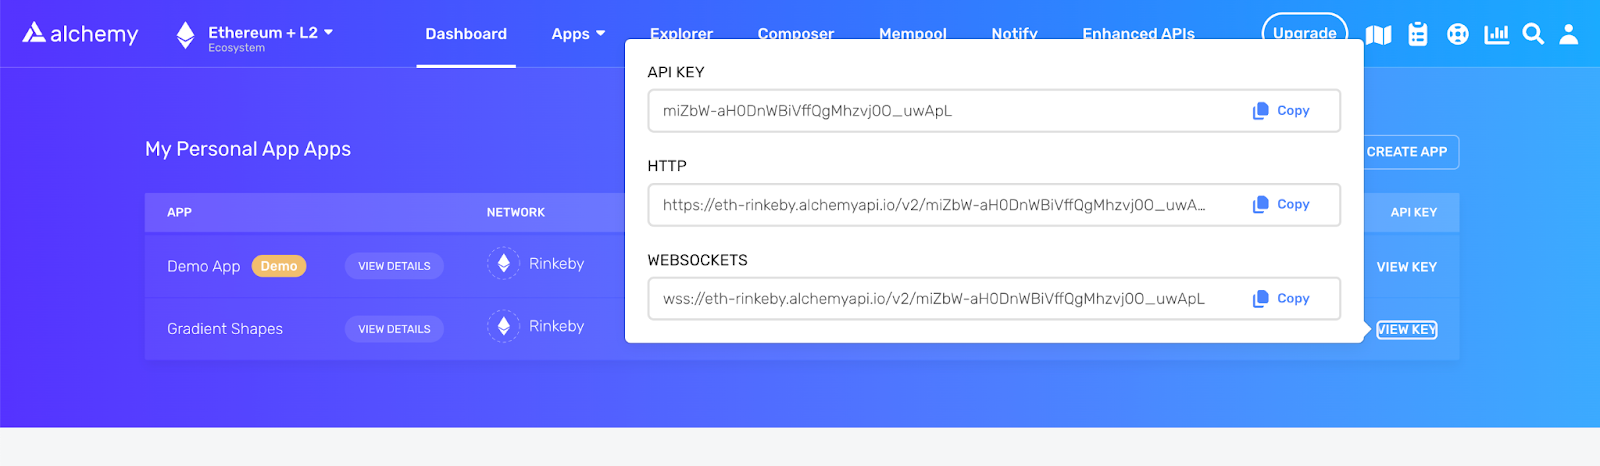 alchemy
Ethereum + L2
Ecosystem
Dashboard
Apps
Explorer
Composer
Mempool
Notify
Enhanced APIs
Upgrade
My Personal App Apps
CREATE APP
APP
NETWORK
API KEY
Demo App
Demo
VIEW DETAILS
Rinkeby
VIEW KEY
Gradient Shapes
VIEW DETAILS
Rinkeby
VIEW KEY
API KEY
miZbW-aH0DnWBiVffQgMhzvj0O_uwApL
Copy
HTTP
https://eth-rinkeby.alchemyapi.io/v2/miZbW-aH0DnWBiVffQgMhzvj0O_uwA...
Copy
WEBSOCKETS
wss://eth-rinkeby.alchemyapi.io/v2/miZbW-aH0DnWBiVffQgMhzvj0O_uwApL
Copy